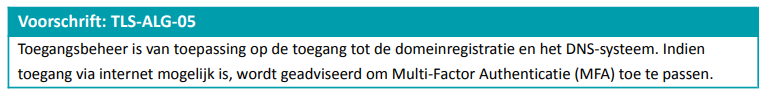 Voorschrift: TLS-ALG-05
Toegangsbeheer is van toepassing op de toegang tot de domeinregistratie en het DNS-systeem. Indien
toegang via internet mogelijk is, wordt geadviseerd om Multi-Factor Authenticatie (MFA) toe te passen.